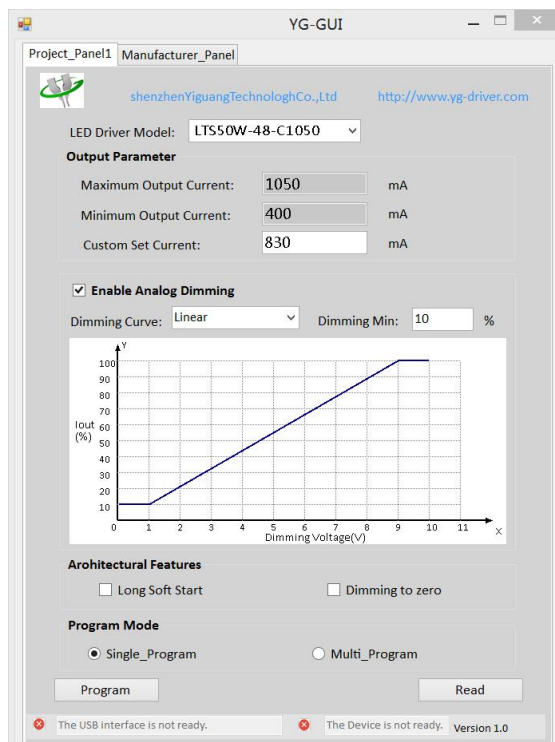 YG-GUI
Project_Panel1 Manufacturer_Panel
shenzhenYiguangTechnologhCo.,Ltd http://www.yg-driver.com
LED Driver Model: LTS50W-48-C1050
Output Parameter
Maximum Output Current: 1050 mA
Minimum Output Current: 400 mA
Custom Set Current: 830 mA
Enable Analog Dimming
Dimming Curve: Linear Dimming Min: 10 %
Y
100
90
80
70
Iout 60
(%) 50
40
30
20
10
0 1 2 3 4 5 6 7 8 9 10 11 X
Dimming Voltage(V)
Arohitectural Features
Long Soft Start Dimming to zero
Program Mode
Single_Program Multi_Program
Program Read
The USB interface is not ready. The Device is not ready. Version 1.0